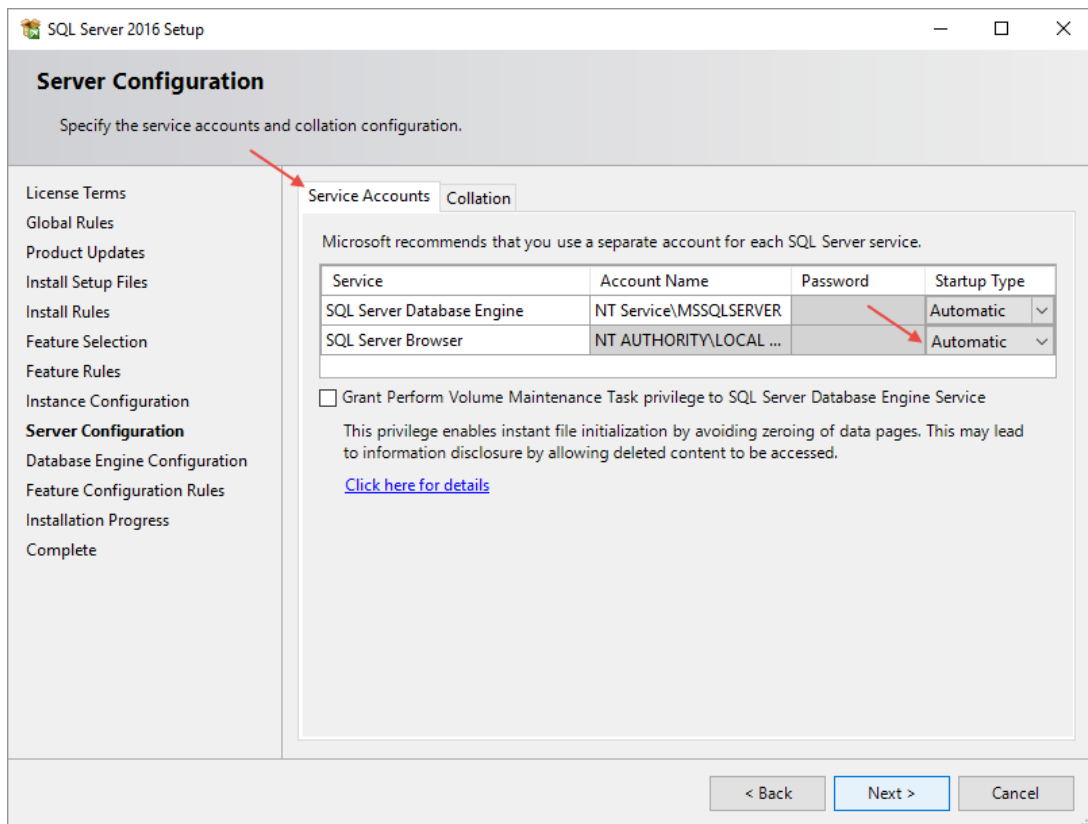 SQL Server 2016 Setup
Server Configuration
Specify the service accounts and collation configuration.
License Terms
Global Rules
Product Updates
Install Setup Files
Install Rules
Feature Selection
Feature Rules
Instance Configuration
Server Configuration
Database Engine Configuration
Feature Configuration Rules
Installation Progress
Complete
Service Accounts Collation
Microsoft recommends that you use a separate account for each SQL Server service.
Service Account Name Password Startup Type
SQL Server Database Engine NT Service\MSSQLSERVER Automatic
SQL Server Browser NT AUTHORITY\LOCAL ... Automatic
Grant Perform Volume Maintenance Task privilege to SQL Server Database Engine Service
This privilege enables instant file initialization by avoiding zeroing of data pages. This may lead
to information disclosure by allowing deleted content to be accessed.
Click here for details
< Back Next > Cancel